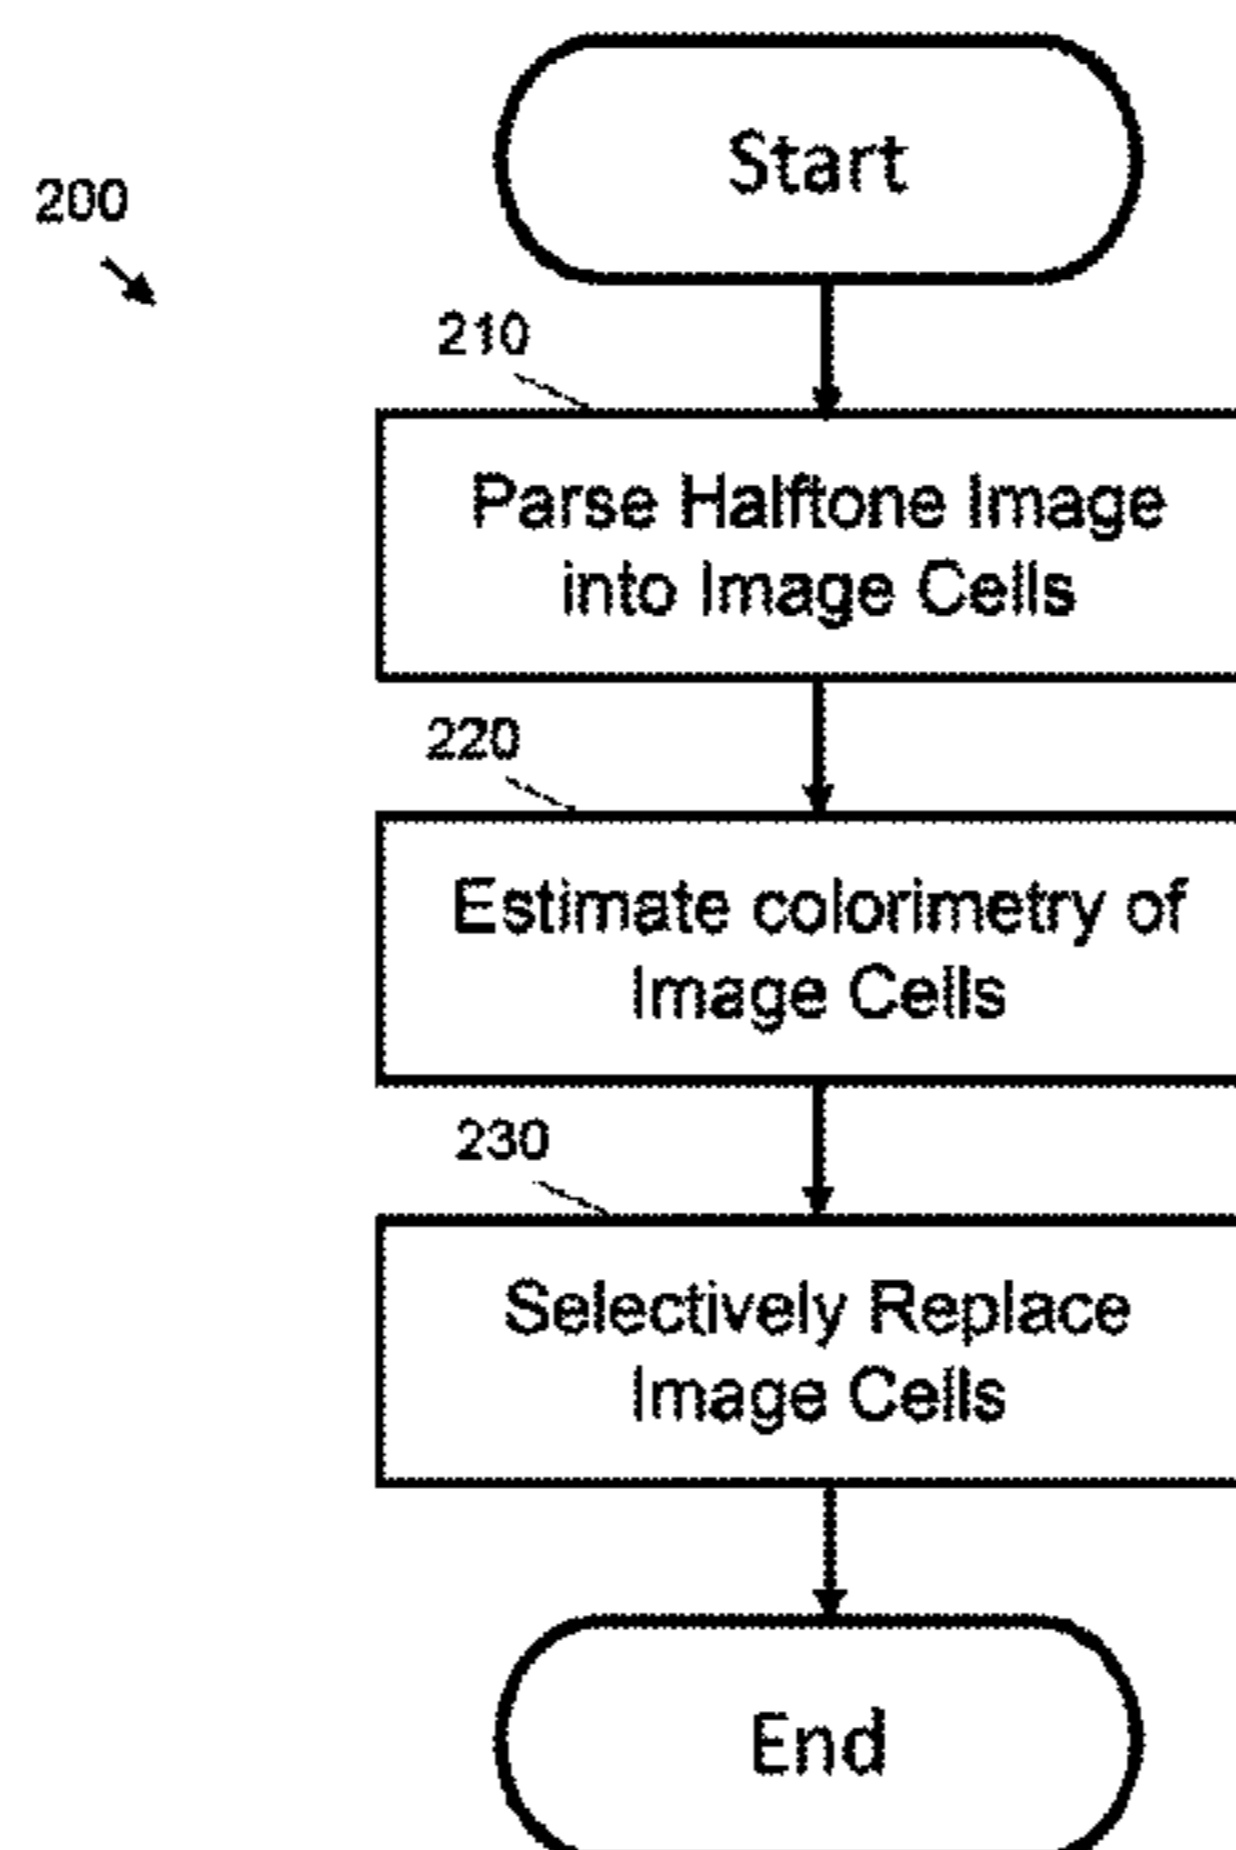 Start
200
210
Parse Halftone Image
into Image Cells
220
Estimate colorimetry of
Image Cells
230
Selectively Replace
Image Cells
End